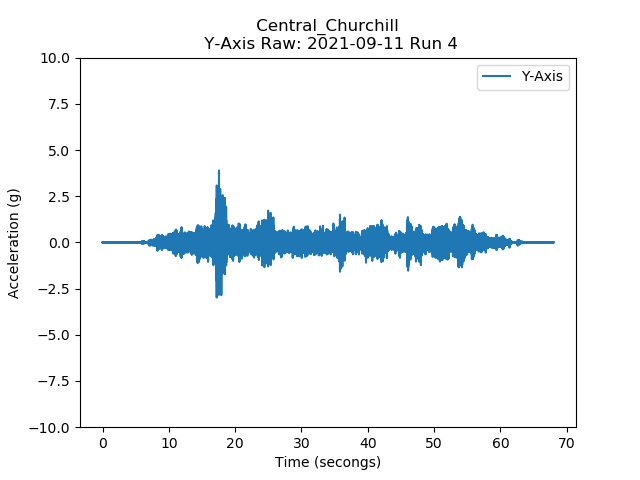 Central_Churchill
Y-Axis Raw: 2021-09-11 Run 4
10.0
7.5
5.0
2.5
0.0
−2.5
−5.0
−7.5
−10.0
Acceleration (g)
Y-Axis
0 10 20 30 40 50 60 70
Time (secongs)